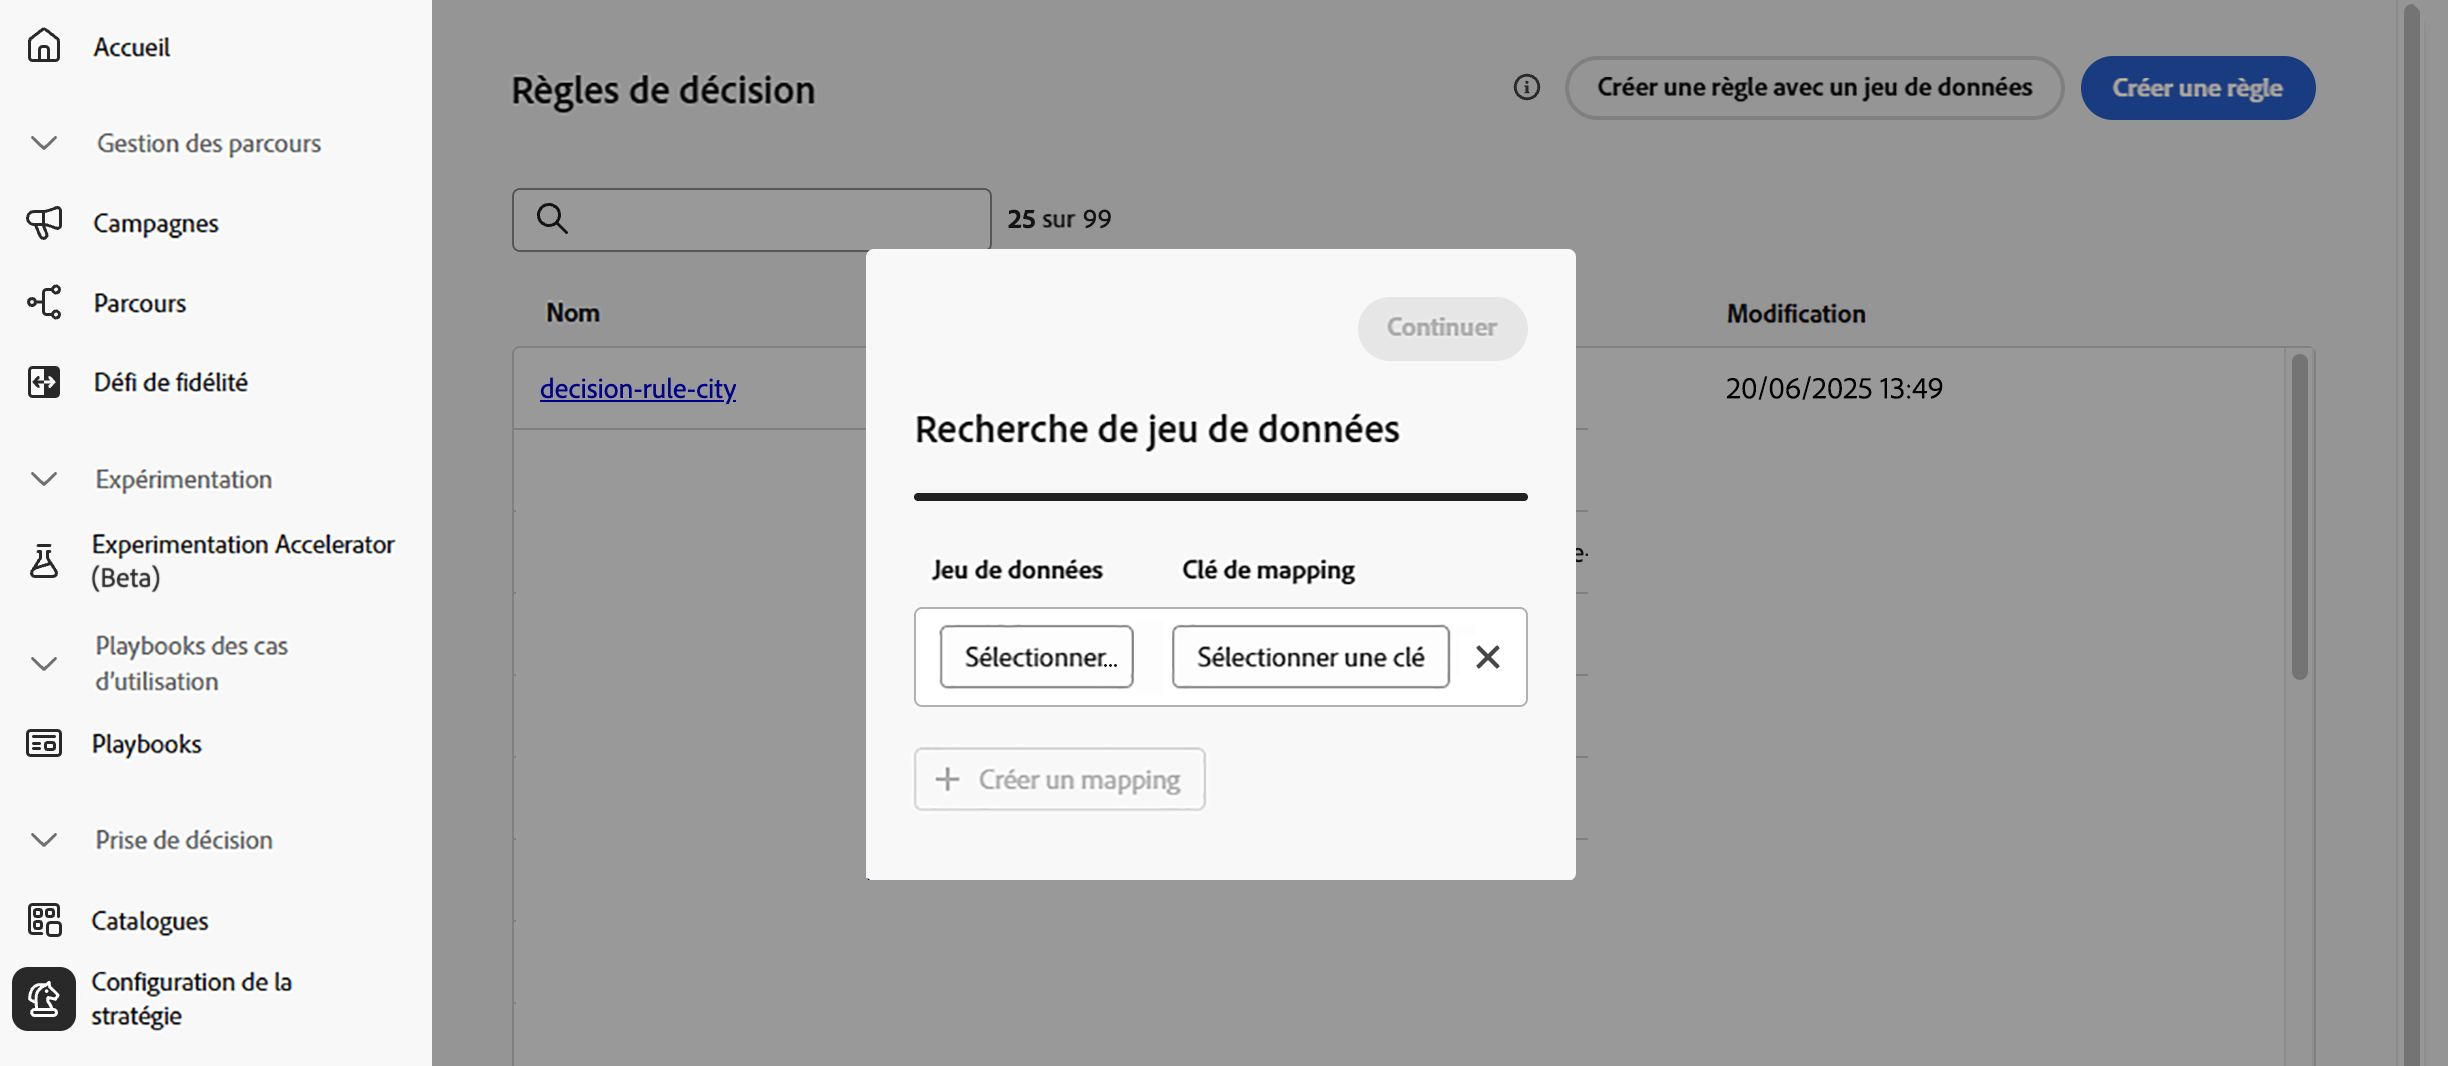 Accueil
Gestion des parcours
Campagnes
Parcours
Défi de fidélité
Expérimentation
Experimentation Accelerator
(Beta)
Playbooks des cas
d'utilisation
Playbooks
Prise de décision
Catalogues
Configuration de la
stratégie
Règles de décision
Créer une règle avec un jeu de données
Créer une règle
25 sur 99
Nom
Modification
decision-rule-city
20/06/2025 13:49
Continuer
Recherche de jeu de données
Jeu de données
Clé de mapping
Sélectionner...
Sélectionner une clé
Créer un mapping